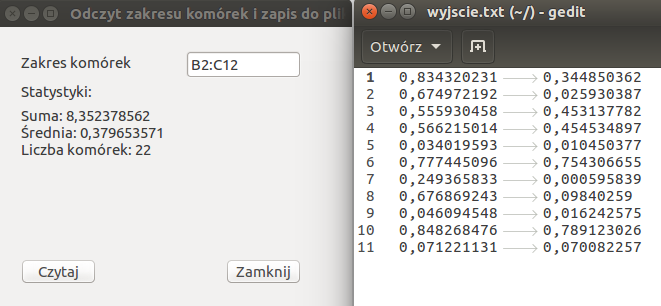 Odczyt zakresu komórek i zapis do pli
Zakres komórek B2:C12
Statystyki:
Suma: 8,352378562
Średnia: 0,379653571
Liczba komórek: 22
Czytaj Zamknij
wyjscie.txt (~/) - gedit
Otwórz
1 0,834320231 0,344850362
2 0,674972192 0,025930387
3 0,555930458 0,453137782
4 0,566215014 0,454534897
5 0,034019593 0,010450377
6 0,777445096 0,754306655
7 0,249365833 0,000595839
8 0,676869243 0,09840259
9 0,046094548 0,016242575
10 0,848268476 0,789123026
11 0,071221131 0,070082257